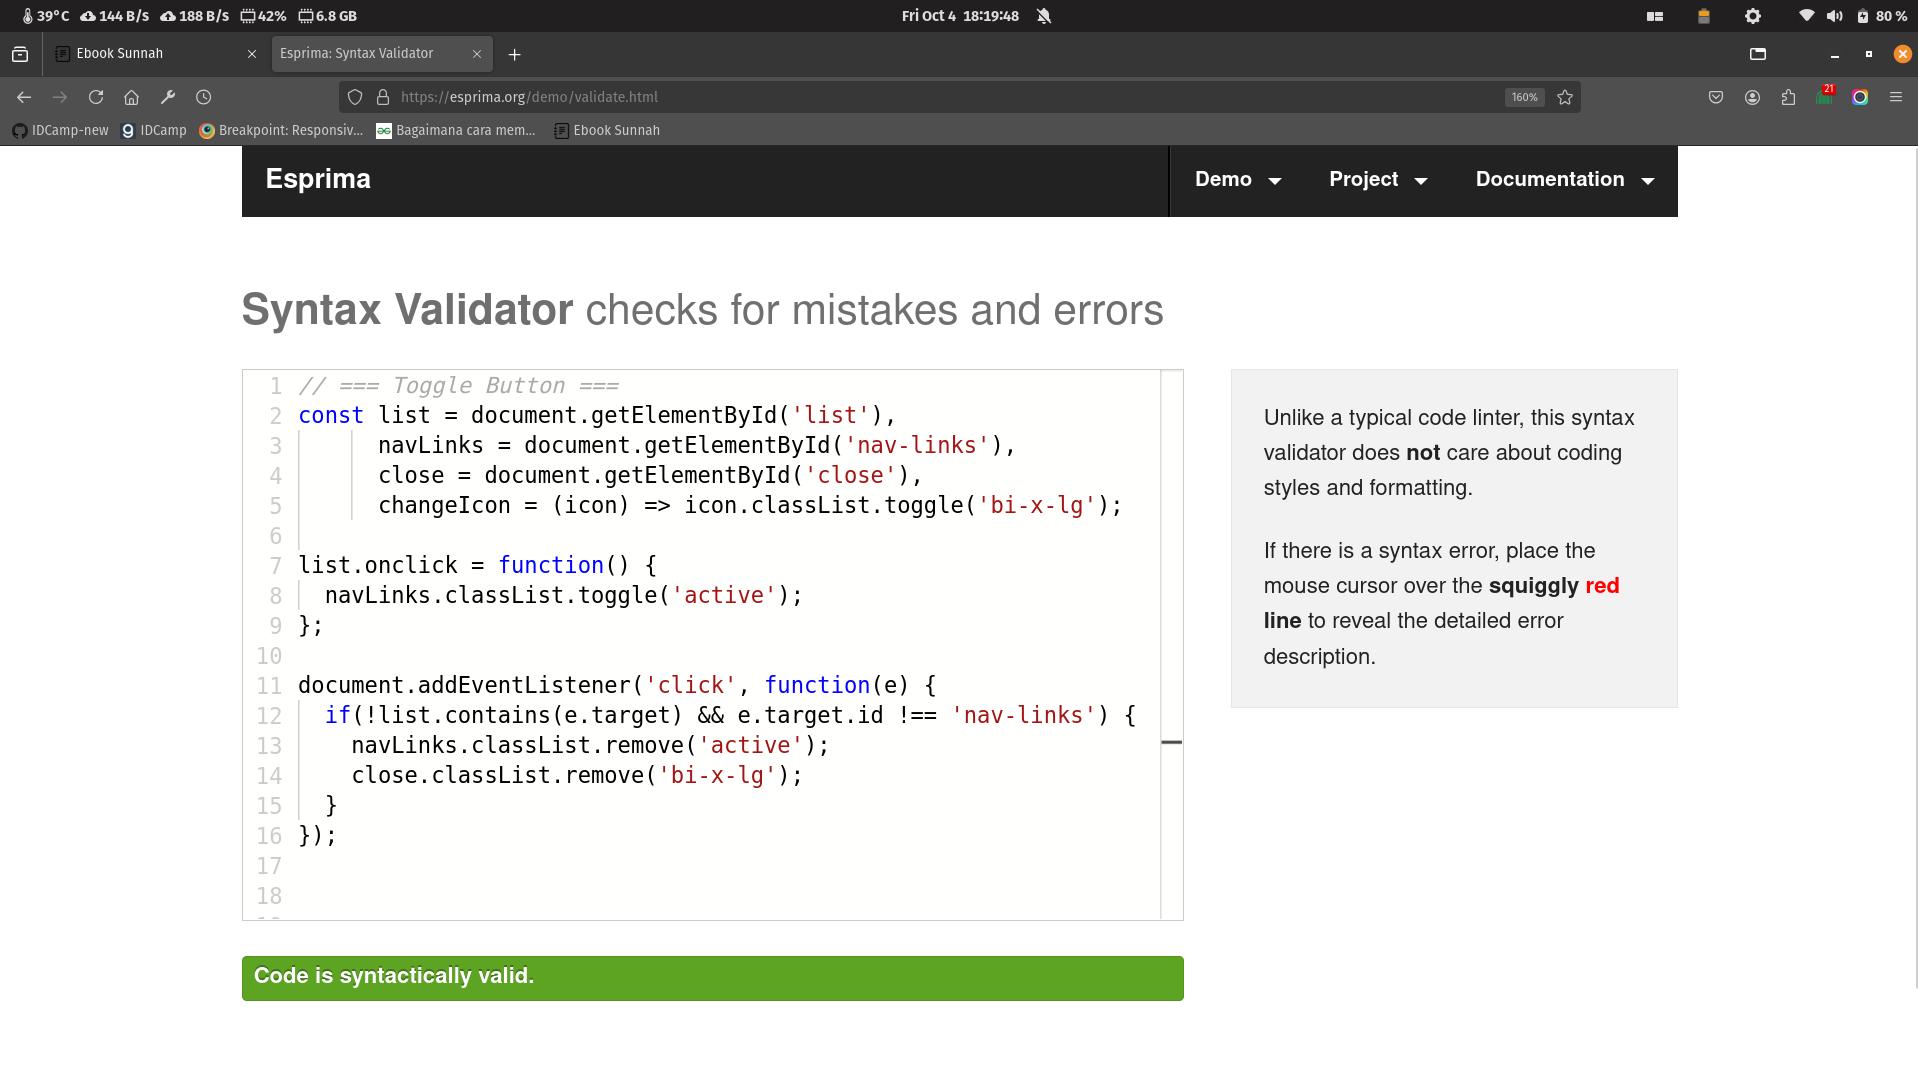 39°C 144 B/s 188 B/s 42% 6.8 GB Fri Oct 4 18:19:48 80 %
Ebook Sunnah Esprima: Syntax Validator
https://esprima.org/demo/validate.html 160% 21
IDCamp-new IDCamp Breakpoint: Responsiv... Bagaimana cara mem... Ebook Sunnah
Esprima Demo Project Documentation
Syntax Validator checks for mistakes and errors
1 // === Toggle Button ===
2 const list = document.getElementById('list'),
3 navLinks = document.getElementById('nav-links'),
4 close = document.getElementById('close'),
5 changeIcon = (icon) => icon.classList.toggle('bi-x-lg');
6
7 list.onclick = function() {
8 navLinks.classList.toggle('active');
9 };
10
11 document.addEventListener('click', function(e) {
12 if(!list.contains(e.target) && e.target.id !== 'nav-links') {
13 navLinks.classList.remove('active');
14 close.classList.remove('bi-x-lg');
15 }
16 });
17
18
Unlike a typical code linter, this syntax
validator does not care about coding
styles and formatting.
If there is a syntax error, place the
mouse cursor over the squiggly red
line to reveal the detailed error
description.
Code is syntactically valid.